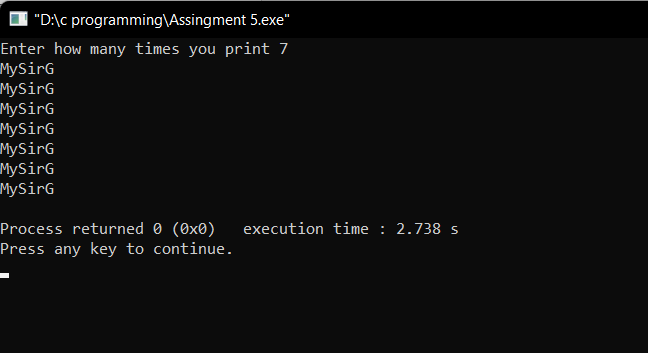 "D:\c programming\Assingment 5.exe"
Enter how many times you print 7
MySirG
MySirG
MySirG
MySirG
MySirG
MySirG
MySirG
Process returned 0 (0x0)   execution time : 2.738 s
Press any key to continue.